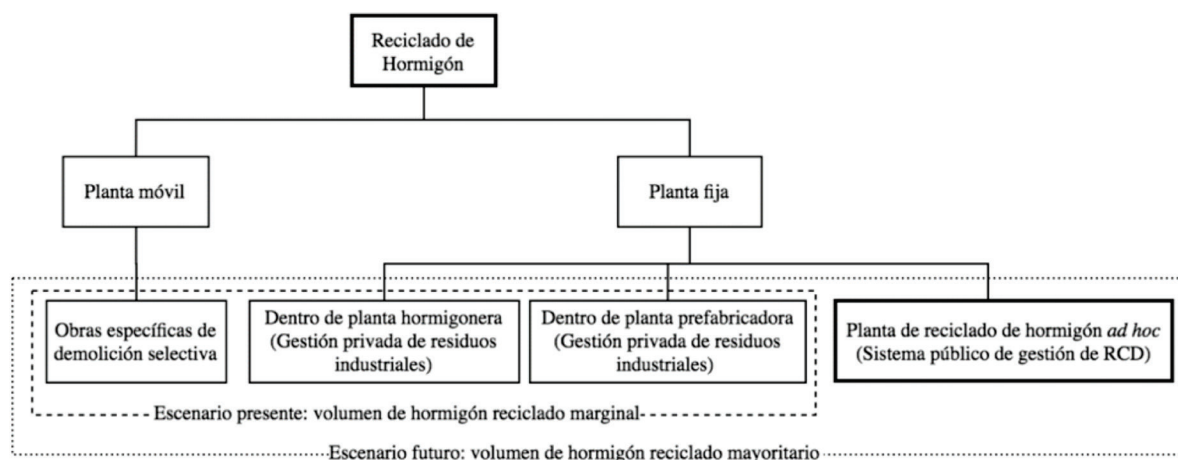 Reciclado de
Hormigón
Planta móvil
Planta fija
Obras específicas de
demolición selectiva
Dentro de planta hormigonera
(Gestión privada de residuos
industriales)
Dentro de planta prefabricadora
(Gestión privada de residuos
industriales)
Planta de reciclado de hormigón ad hoc
(Sistema público de gestión de RCD)
Escenario presente: volumen de hormigón reciclado marginal
Escenario futuro: volumen de hormigón reciclado mayoritario